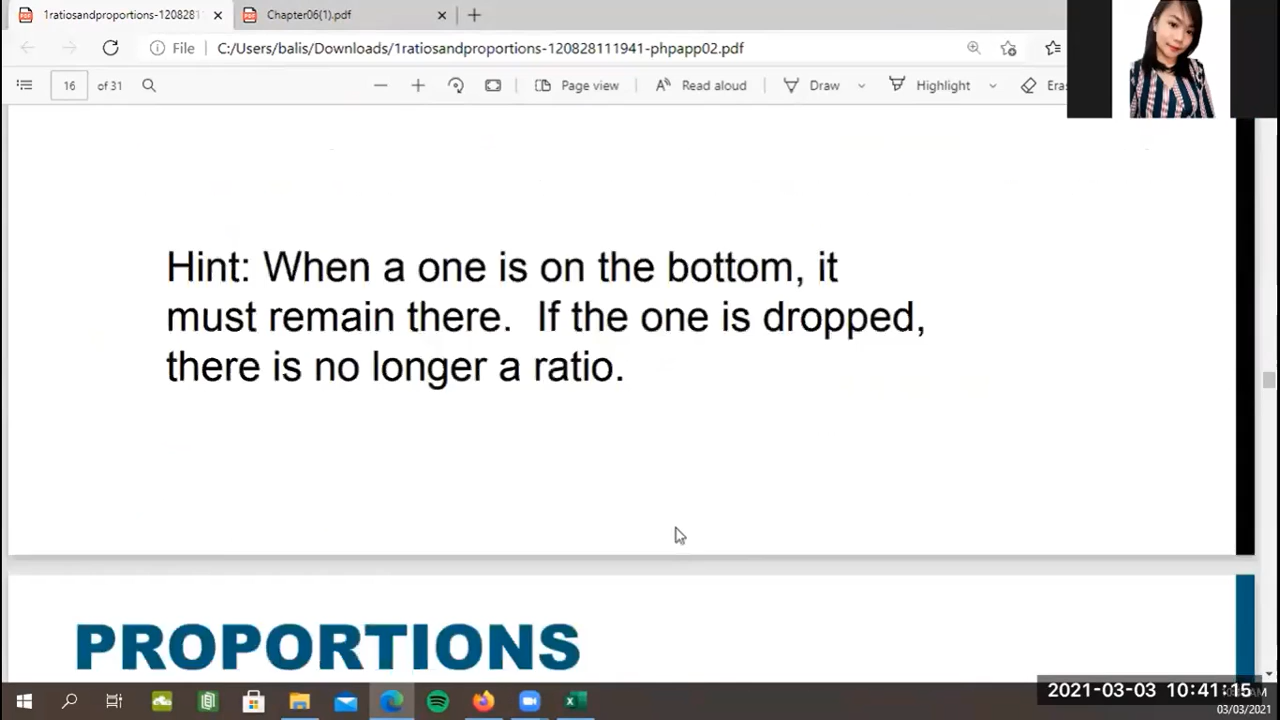 1ratiosandproportions-1208281
Chapter06(1).pdf
File
C:/Users/balis/Downloads/1ratiosandproportions-120828111941-phpapp02.pdf
16
of 31
Page view
Read aloud
Draw
Highlight
Hint: When a one is on the bottom, it
must remain there. If the one is dropped,
there is no longer a ratio.
PROPORTIONS
2021-03-03 10:41:15
03/03/2021